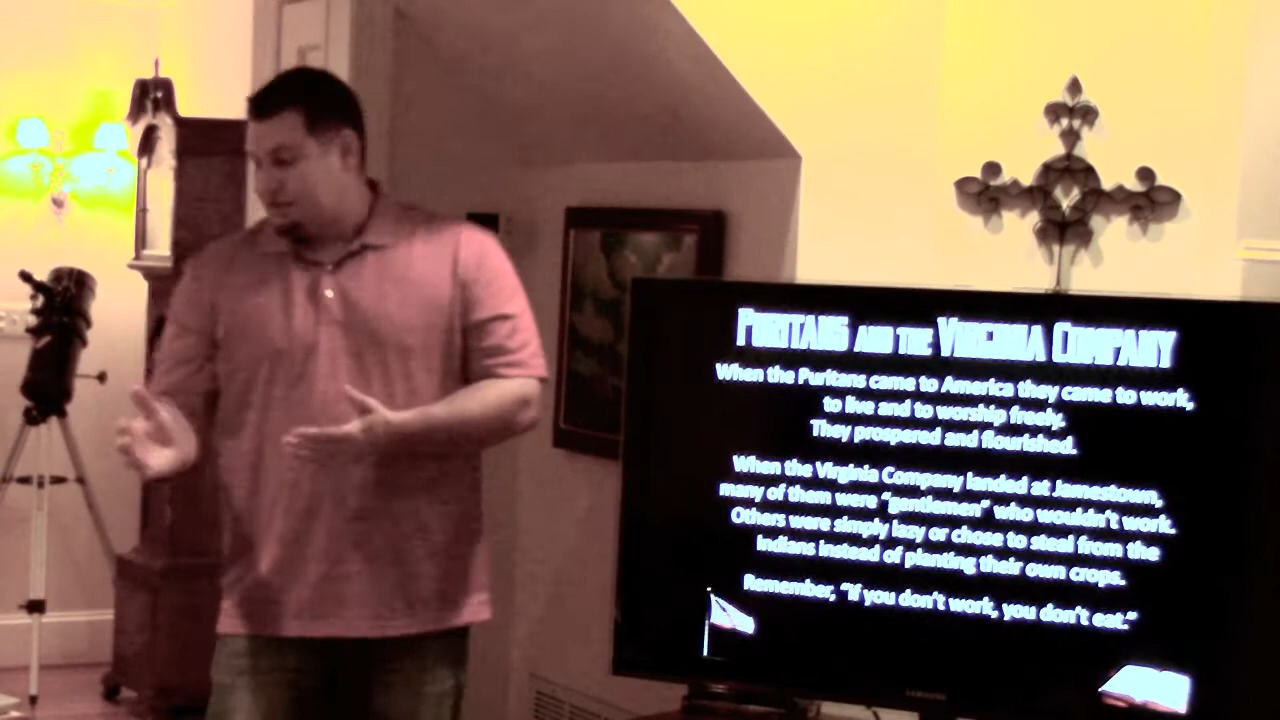 PURITANS AND THE VIRGINIA COMPANY
When the Puritans came to America they came to work,
to live and to worship freely.
They prospered and flourished.
When the Virginia Company landed at Jamestown,
many of them were “gentlemen” who wouldn’t work.
Others were simply lazy or chose to steal from the
Indians instead of planting their own crops.
Remember, “If you don’t work, you don’t eat.”
SAMSUNG